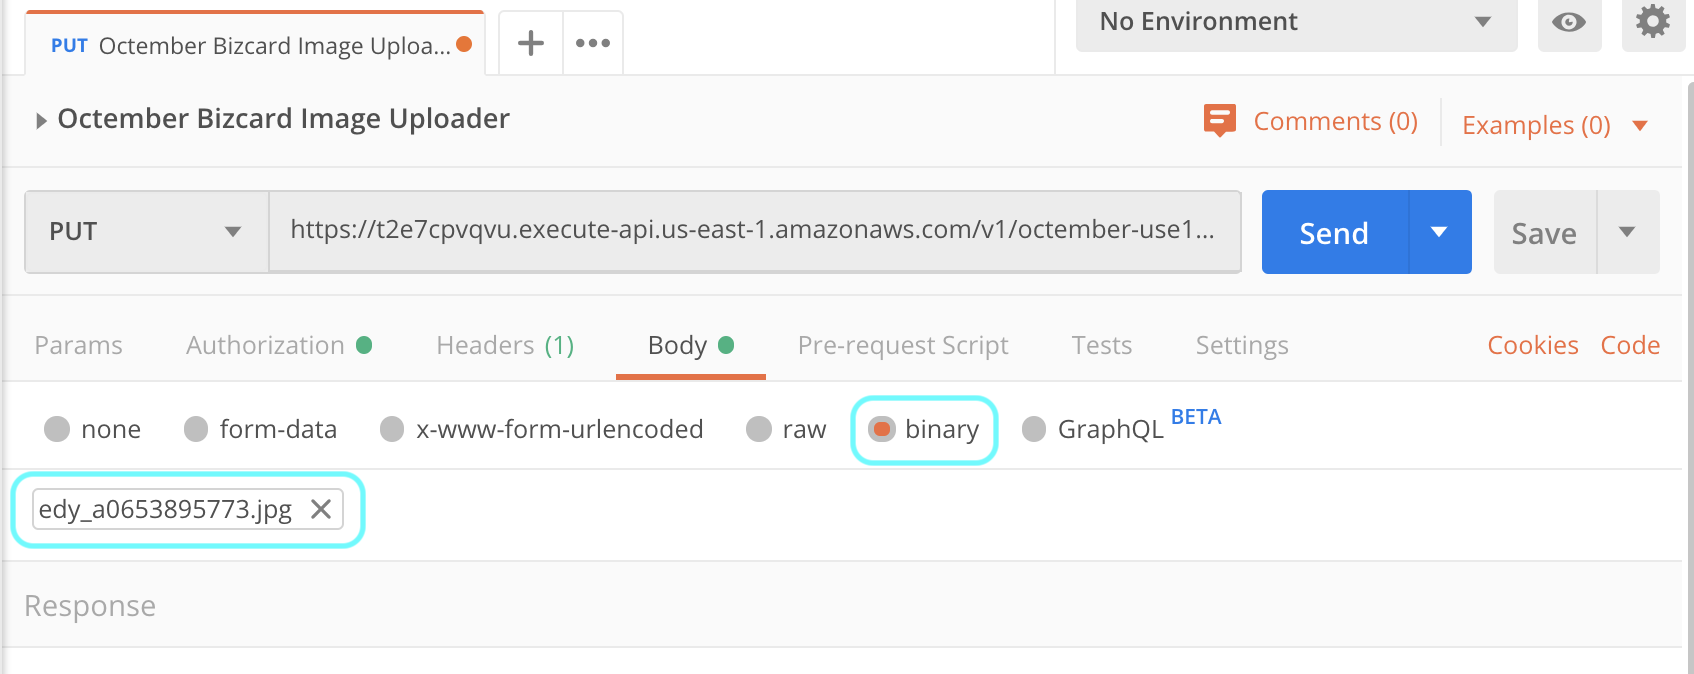 PUT Octember Bizcard Image Uploa... + ••• No Environment
Octember Bizcard Image Uploader Comments (0) Examples (0)
PUT https://t2e7cpvqvu.execute-api.us-east-1.amazonaws.com/v1/octember-use1... Send Save
Params Authorization Headers (1) Body Pre-request Script Tests Settings Cookies Code
none form-data x-www-form-urlencoded raw binary GraphQL BETA
edy_a0653895773.jpg
Response